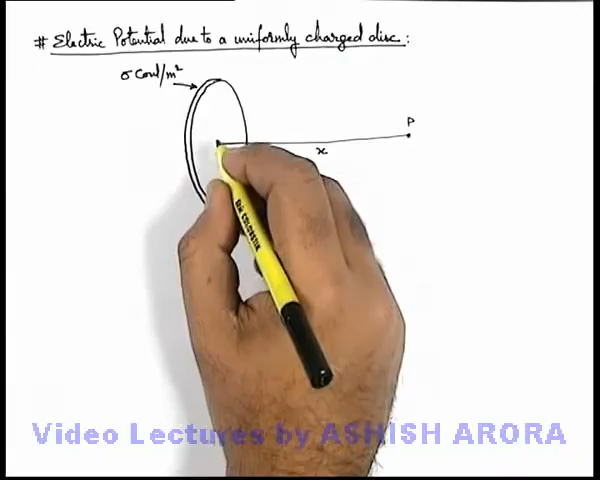 # Electric Potential due to a uniformly charged disc:
σ Coul/m²
P
x
Video Lectures by ASHISH ARORA